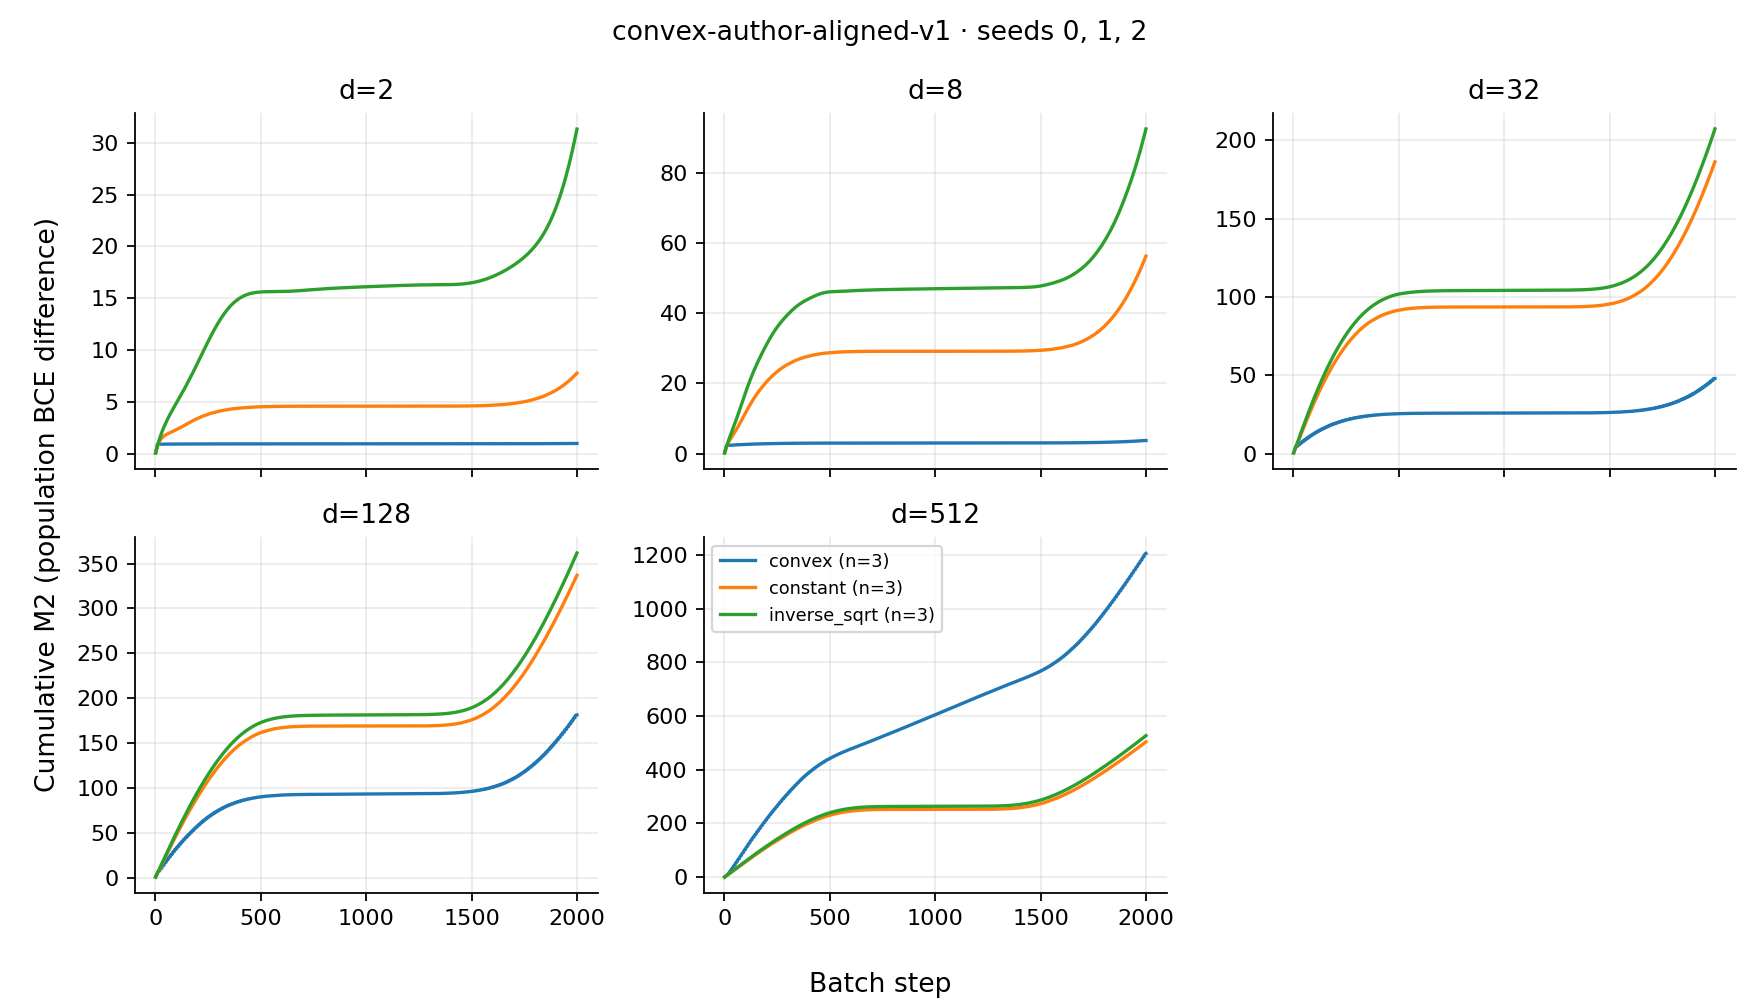 convex-author-aligned-v1 · seeds 0, 1, 2
Cumulative M2 (population BCE difference)
d=2
30
25
20
15
10
5
0
d=8
80
60
40
20
0
d=32
200
150
100
50
0
d=128
350
300
250
200
150
100
50
0
0 500 1000 1500 2000
d=512
1200
1000
800
600
400
200
0
convex (n=3)
constant (n=3)
inverse_sqrt (n=3)
0 500 1000 1500 2000
Batch step